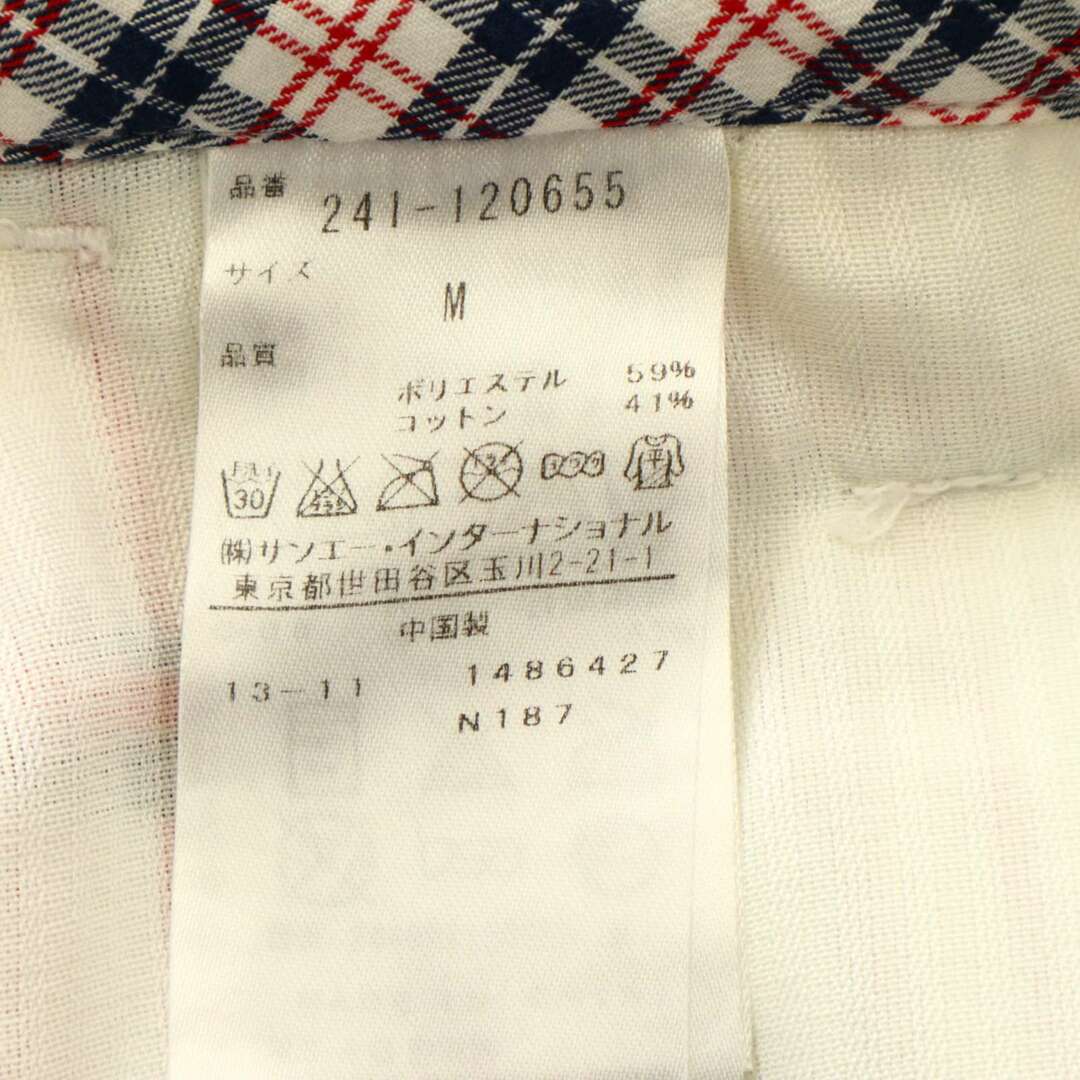 品番
241-120655
サイズ
M
品質
ポリエステル 59%
コットン 41%
30 平
(株)サンエー・インターナショナル
東京都世田谷区玉川2-21-1
中国製
13-11 1486427
N187